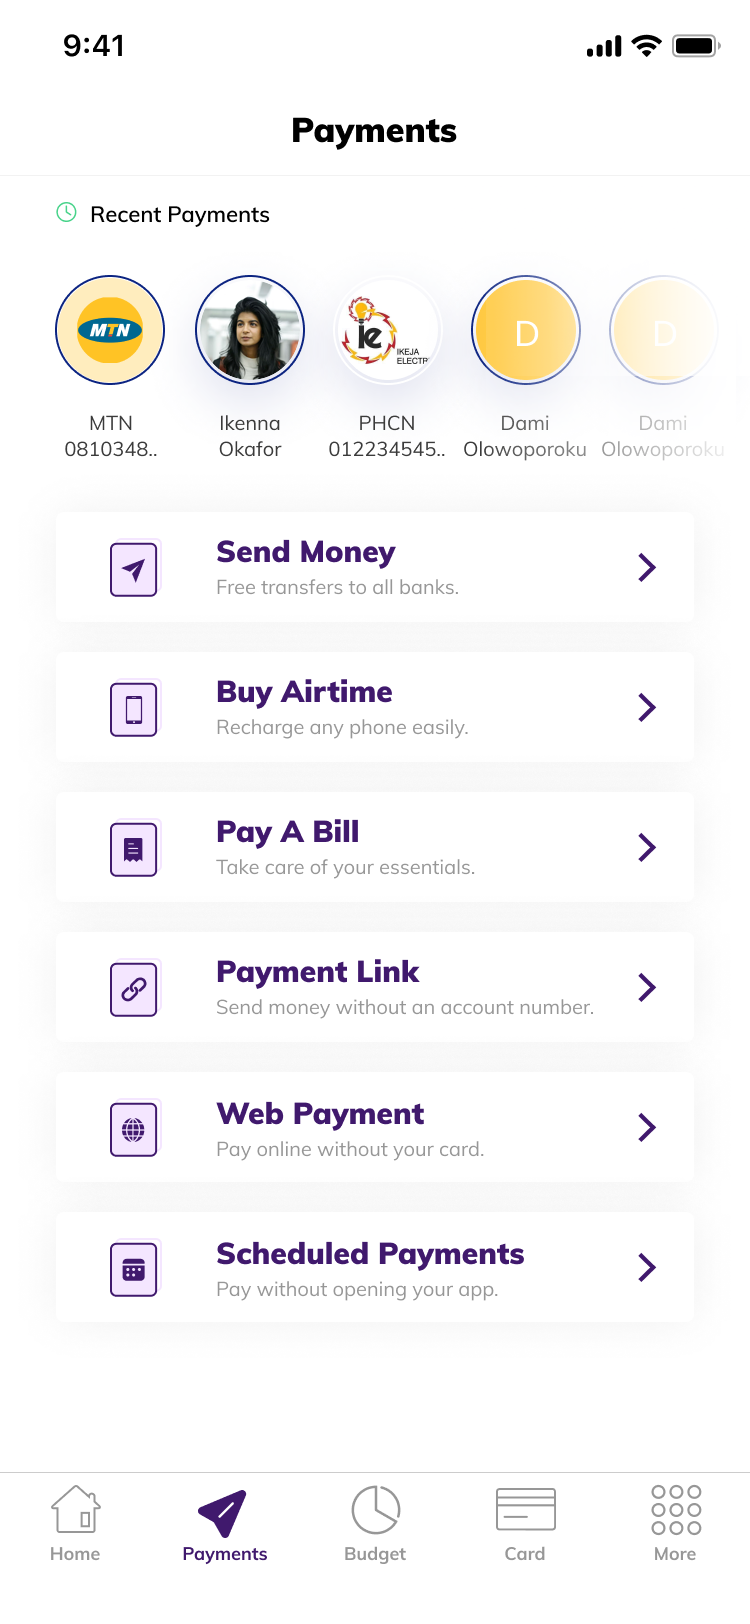 9:41
Payments
Recent Payments
MTN
ie
IKEJA
ELECTR
D
D
MTN
0810348..
Ikenna
Okafor
PHCN
012234545..
Dami
Olowoporoku
Dami
Olowoporoku
Send Money
Free transfers to all banks.
Buy Airtime
Recharge any phone easily.
Pay A Bill
Take care of your essentials.
Payment Link
Send money without an account number.
Web Payment
Pay online without your card.
Scheduled Payments
Pay without opening your app.
Home
Payments
Budget
Card
More